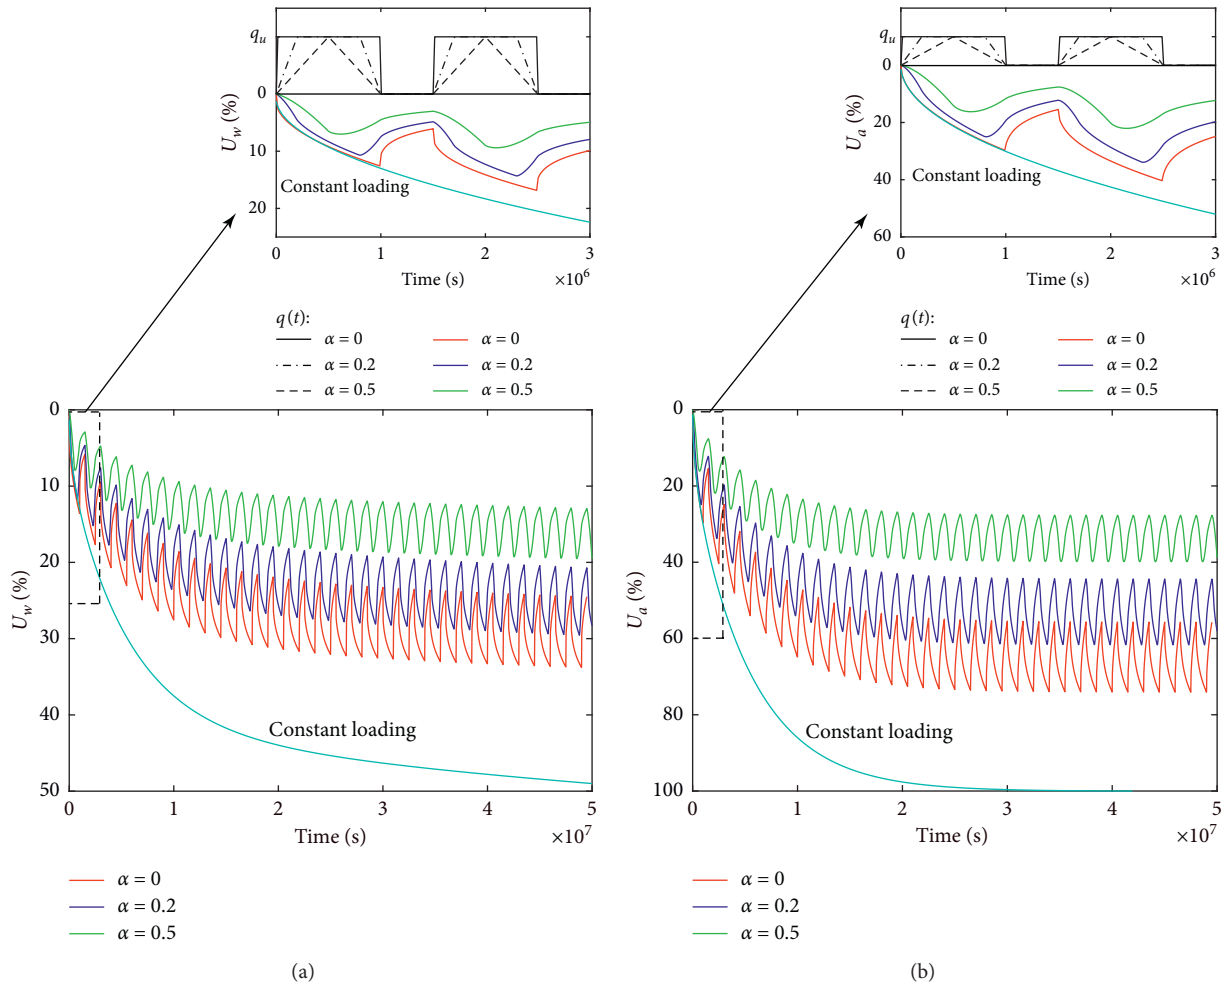 q_u
0
10
20
U_w (%)
Constant loading
0 1 2 3
Time (s) ×10^6
q(t):
α = 0 α = 0
α = 0.2 α = 0.2
α = 0.5 α = 0.5
0
10
20
30
40
50
U_w (%)
Constant loading
0 1 2 3 4 5
Time (s) ×10^7
α = 0
α = 0.2
α = 0.5
(a)
q_u
0
20
40
60
U_a (%)
Constant loading
0 1 2 3
Time (s) ×10^6
q(t):
α = 0 α = 0
α = 0.2 α = 0.2
α = 0.5 α = 0.5
0
20
40
60
80
100
U_a (%)
Constant loading
0 1 2 3 4 5
Time (s) ×10^7
α = 0
α = 0.2
α = 0.5
(b)